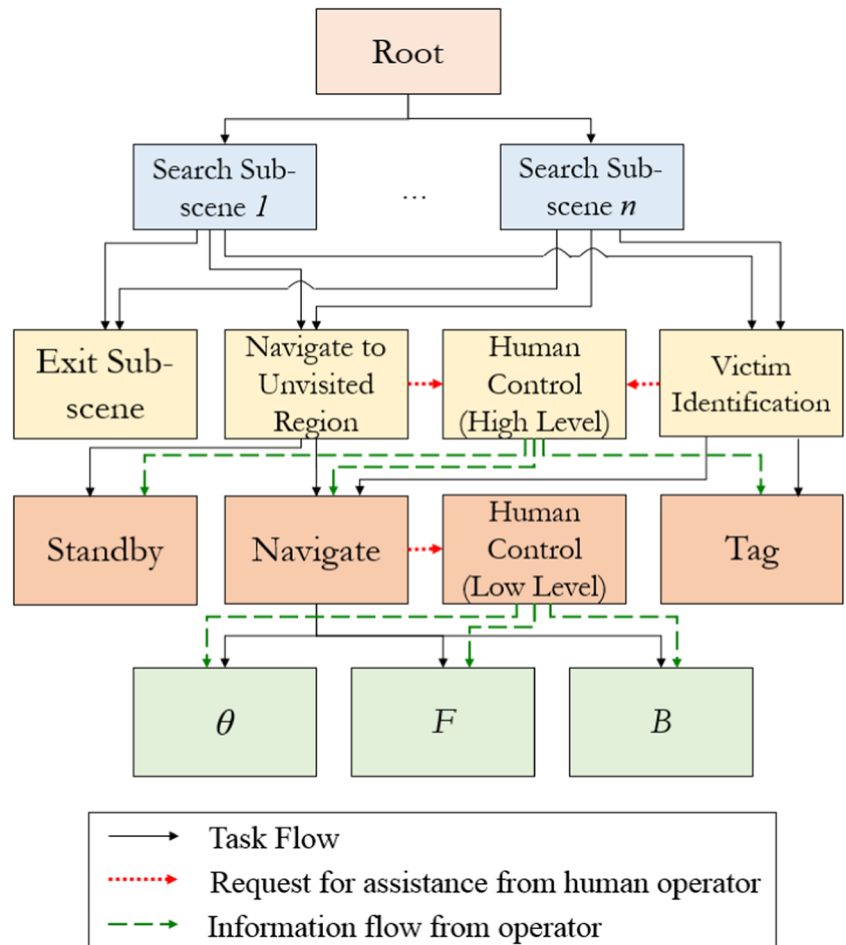 Root
Search Sub-
scene 1
...
Search Sub-
scene n
Exit Sub-
scene
Navigate to
Unvisited
Region
Human
Control
(High Level)
Victim
Identification
Standby
Navigate
Human
Control
(Low Level)
Tag
θ
F
B
Task Flow
Request for assistance from human operator
Information flow from operator